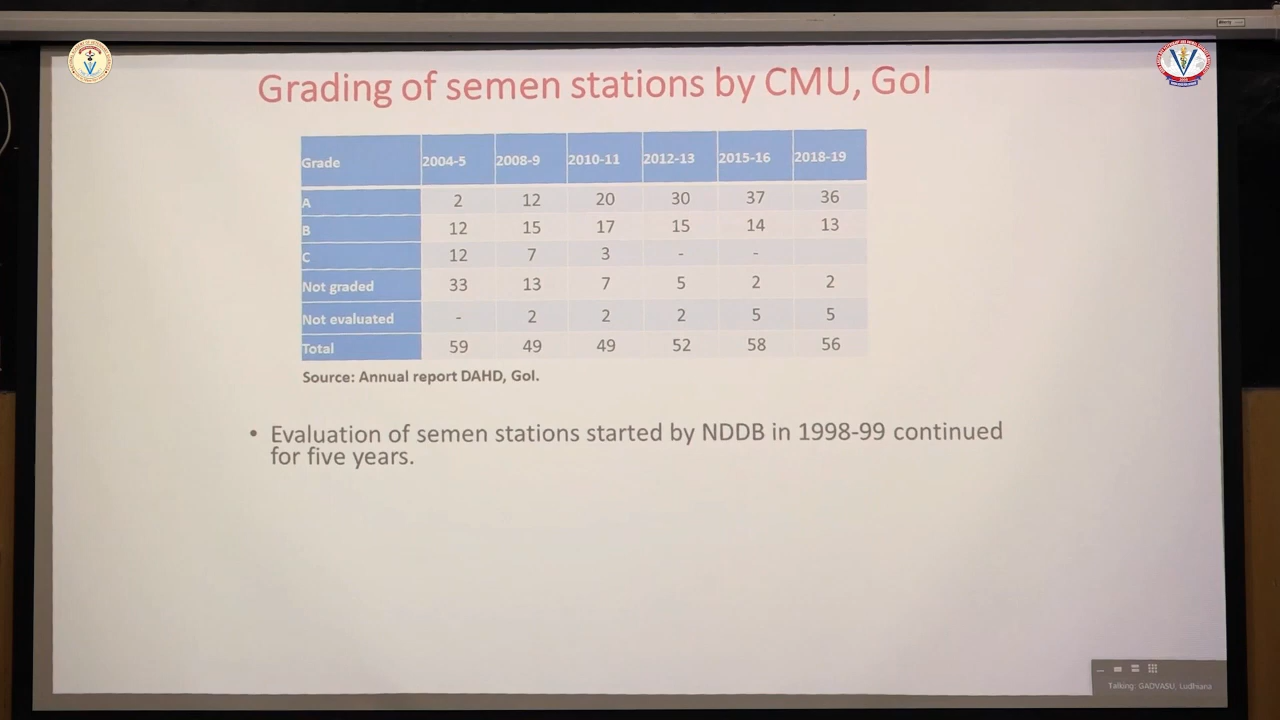 Grading of semen stations by CMU, GoI
Grade 2004-5 2008-9 2010-11 2012-13 2015-16 2018-19
A 2 12 20 30 37 36
B 12 15 17 15 14 13
C 12 7 3 - -
Not graded 33 13 7 5 2 2
Not evaluated - 2 2 2 5 5
Total 59 49 49 52 58 56
Source: Annual report DAHD, GoI.
• Evaluation of semen stations started by NDDB in 1998-99 continued
for five years.
Talking: GADVASU, Ludhiana